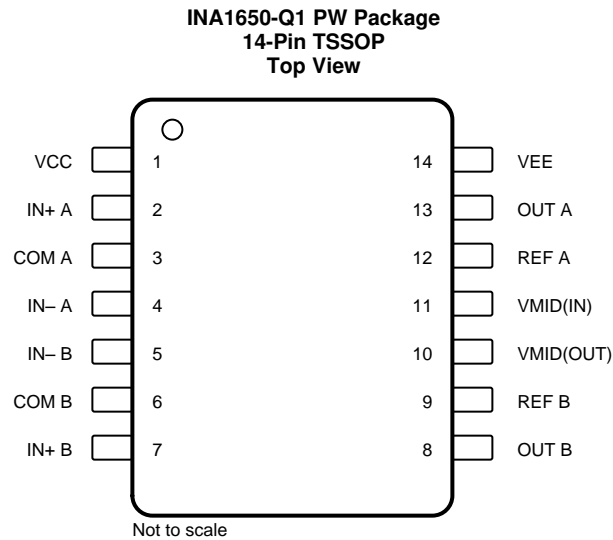 INA1650-Q1 PW Package
14-Pin TSSOP
Top View
VCC 1 14 VEE
IN+ A 2 13 OUT A
COM A 3 12 REF A
IN– A 4 11 VMID(IN)
IN– B 5 10 VMID(OUT)
COM B 6 9 REF B
IN+ B 7 8 OUT B
Not to scale